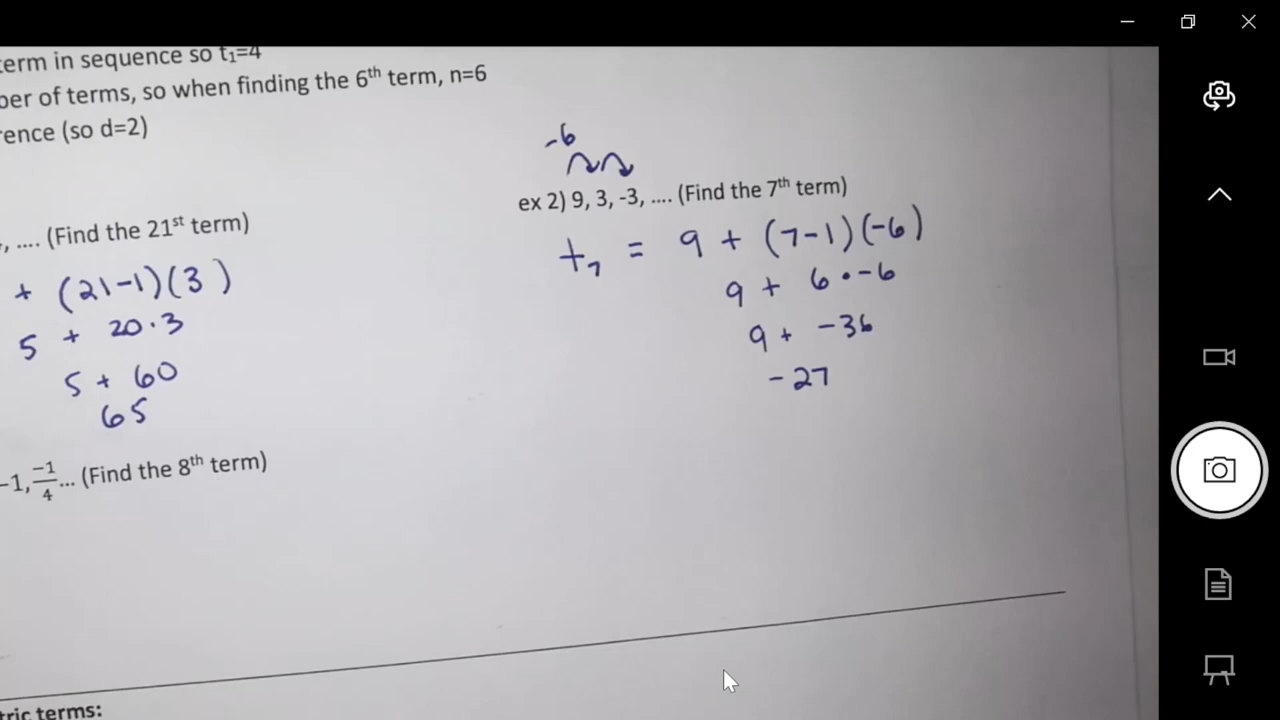 term in sequence so t₁=4
ber of terms, so when finding the 6th term, n=6
rence (so d=2)
-6
ex 2) 9, 3, -3, .... (Find the 7th term)
t₇ = 9 + (7-1)(-6)
9 + 6•-6
9 + -36
-27
, .... (Find the 21st term)
+ (21-1)(3)
5 + 20·3
5 + 60
65
-1, -1/4... (Find the 8th term)
tric terms: